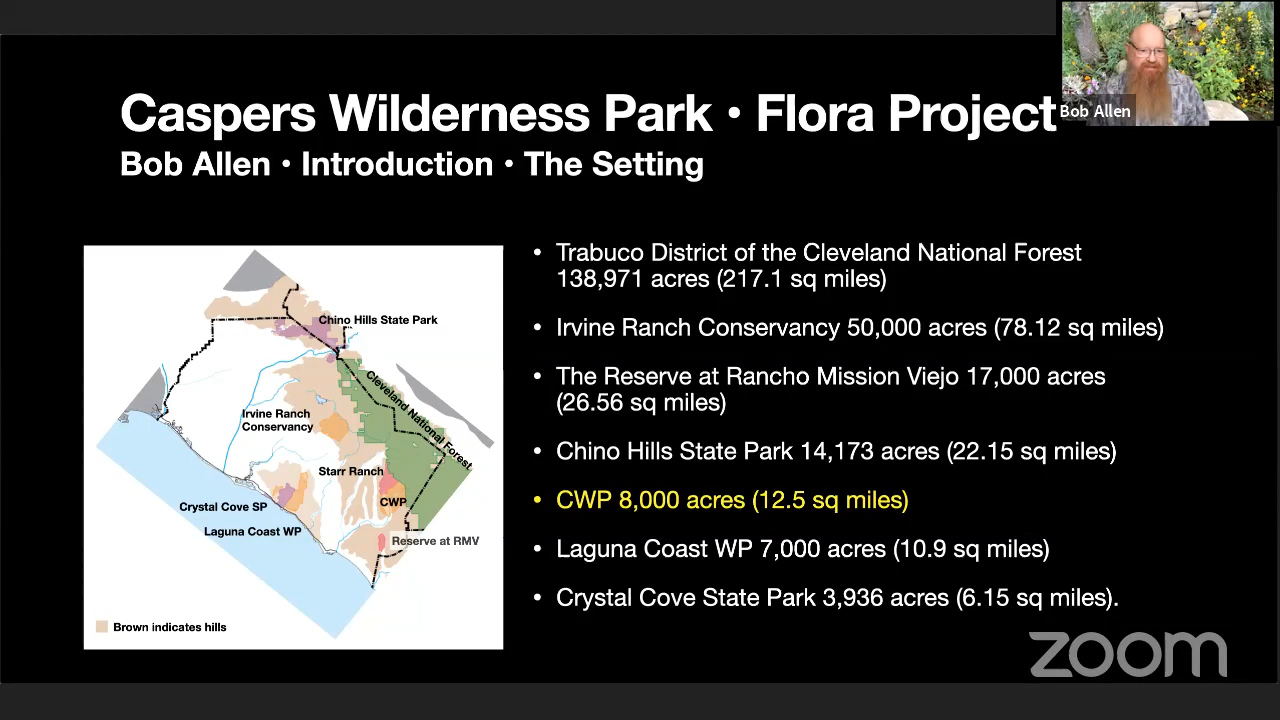 Caspers Wilderness Park • Flora Project
Bob Allen
Bob Allen • Introduction • The Setting
• Trabuco District of the Cleveland National Forest
138,971 acres (217.1 sq miles)
• Irvine Ranch Conservancy 50,000 acres (78.12 sq miles)
• The Reserve at Rancho Mission Viejo 17,000 acres
(26.56 sq miles)
• Chino Hills State Park 14,173 acres (22.15 sq miles)
• CWP 8,000 acres (12.5 sq miles)
• Laguna Coast WP 7,000 acres (10.9 sq miles)
• Crystal Cove State Park 3,936 acres (6.15 sq miles).
Chino Hills State Park
Cleveland National Forest
Irvine Ranch
Conservancy
Starr Ranch
CWP
Crystal Cove SP
Laguna Coast WP
Reserve at RMV
Brown indicates hills
zoom